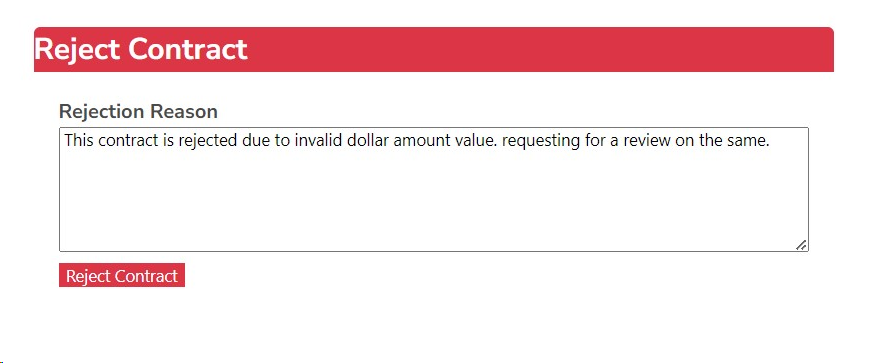 Reject Contract
Rejection Reason
This contract is rejected due to invalid dollar amount value. requesting for a review on the same.
Reject Contract